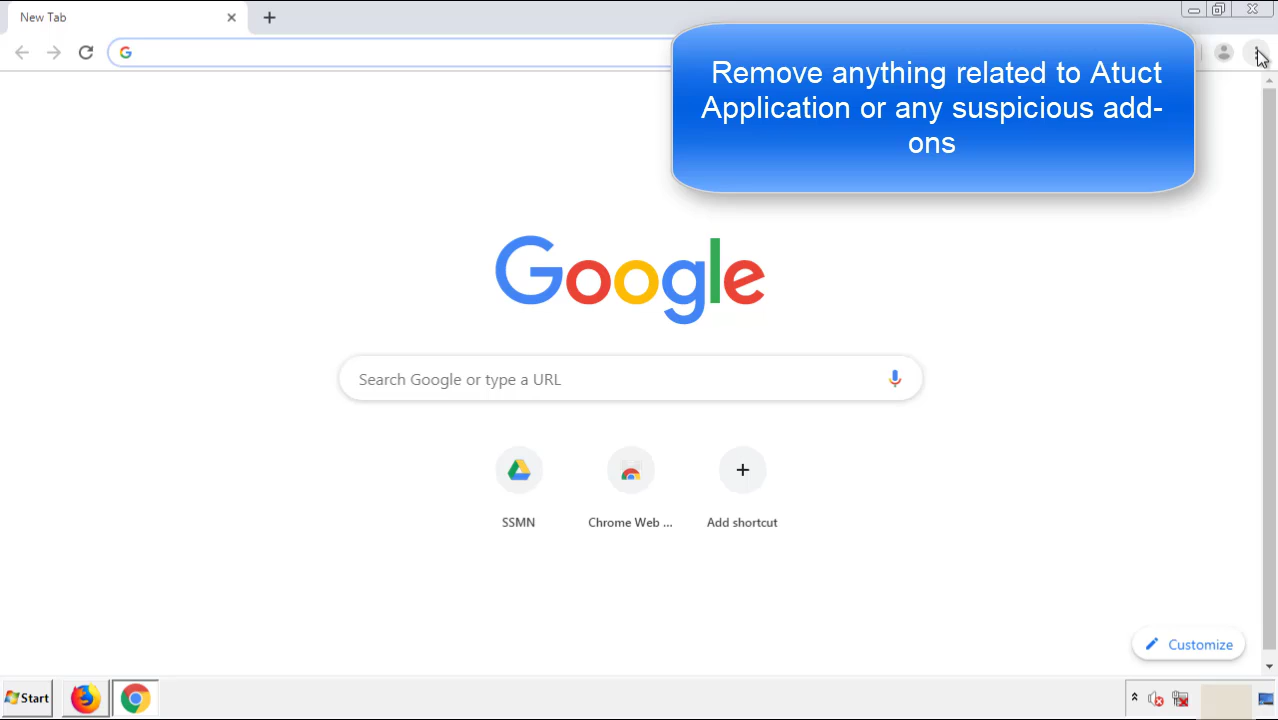 New Tab
Remove anything related to Atuct
Application or any suspicious add-
ons
Google
Search Google or type a URL
SSMN
Chrome Web ...
Add shortcut
Customize
Start